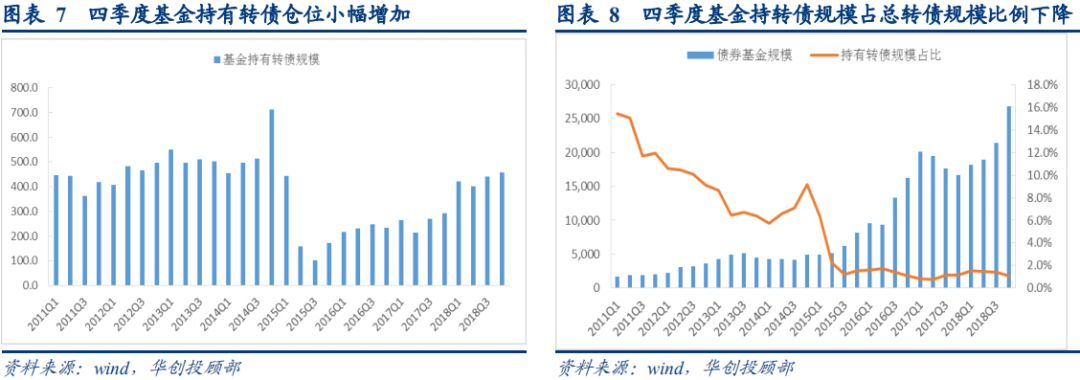 图表 7 四季度基金持有转债仓位小幅增加
基金持有转债规模
800.0
700.0
600.0
500.0
400.0
300.0
200.0
100.0
0.0
2011Q1
2011Q3
2012Q1
2012Q3
2013Q1
2013Q3
2014Q1
2014Q3
2015Q1
2015Q3
2016Q1
2016Q3
2017Q1
2017Q3
2018Q1
2018Q3
资料来源：wind，华创投顾部
图表 8 四季度基金持转债规模占总转债规模比例下降
债券基金规模 持有转债规模占比
30,000
25,000
20,000
15,000
10,000
5,000
0
18.0%
16.0%
14.0%
12.0%
10.0%
8.0%
6.0%
4.0%
2.0%
0.0%
2011Q1
2011Q3
2012Q1
2012Q3
2013Q1
2013Q3
2014Q1
2014Q3
2015Q1
2015Q3
2016Q1
2016Q3
2017Q1
2017Q3
2018Q1
2018Q3
资料来源：wind，华创投顾部